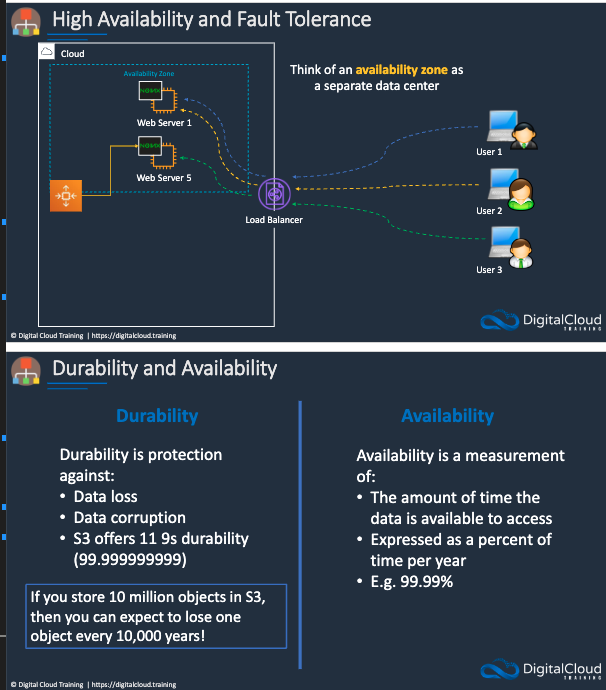 High Availability and Fault Tolerance
Cloud
Availability Zone
Think of an availability zone as
a separate data center
Web Server 1
Web Server 5
Load Balancer
User 1
User 2
User 3
DigitalCloud
TRAINING
© Digital Cloud Training | https://digitalcloud.training
Durability and Availability
Durability
Durability is protection
against:
• Data loss
• Data corruption
• S3 offers 11 9s durability
(99.999999999)
If you store 10 million objects in S3,
then you can expect to lose one
object every 10,000 years!
Availability
Availability is a measurement
of:
• The amount of time the
data is available to access
• Expressed as a percent of
time per year
• E.g. 99.99%
© Digital Cloud Training | https://digitalcloud.training
DigitalCloud
TRAINING